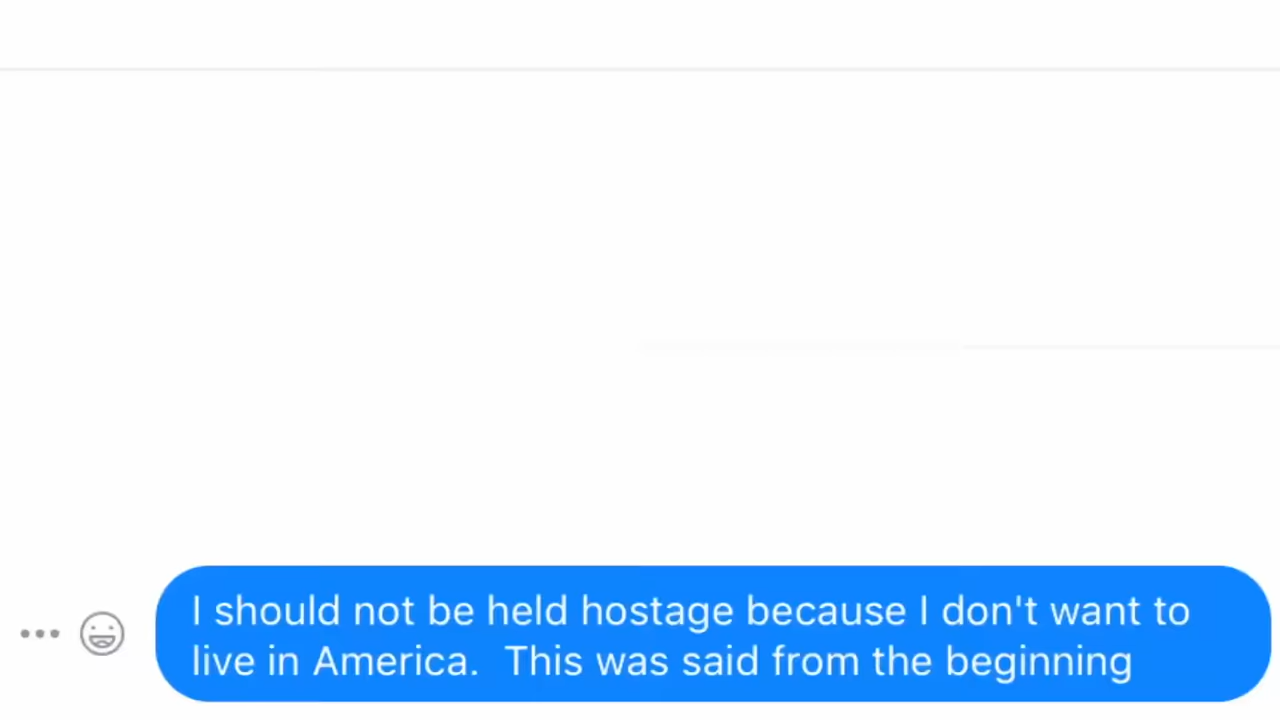 I should not be held hostage because I don't want to
live in America.  This was said from the beginning